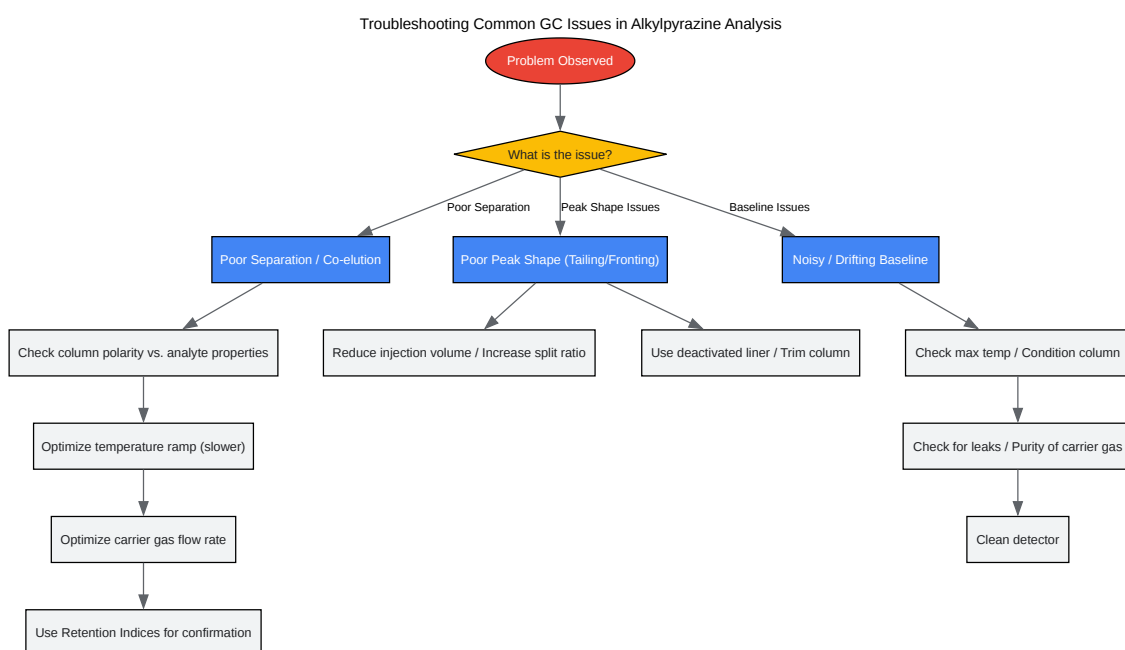 Troubleshooting Common GC Issues in Alkylpyrazine Analysis
Problem Observed
What is the issue?
Poor Separation
Peak Shape Issues
Baseline Issues
Poor Separation / Co-elution
Poor Peak Shape (Tailing/Fronting)
Noisy / Drifting Baseline
Check column polarity vs. analyte properties
Reduce injection volume / Increase split ratio
Use deactivated liner / Trim column
Check max temp / Condition column
Optimize temperature ramp (slower)
Check for leaks / Purity of carrier gas
Optimize carrier gas flow rate
Clean detector
Use Retention Indices for confirmation